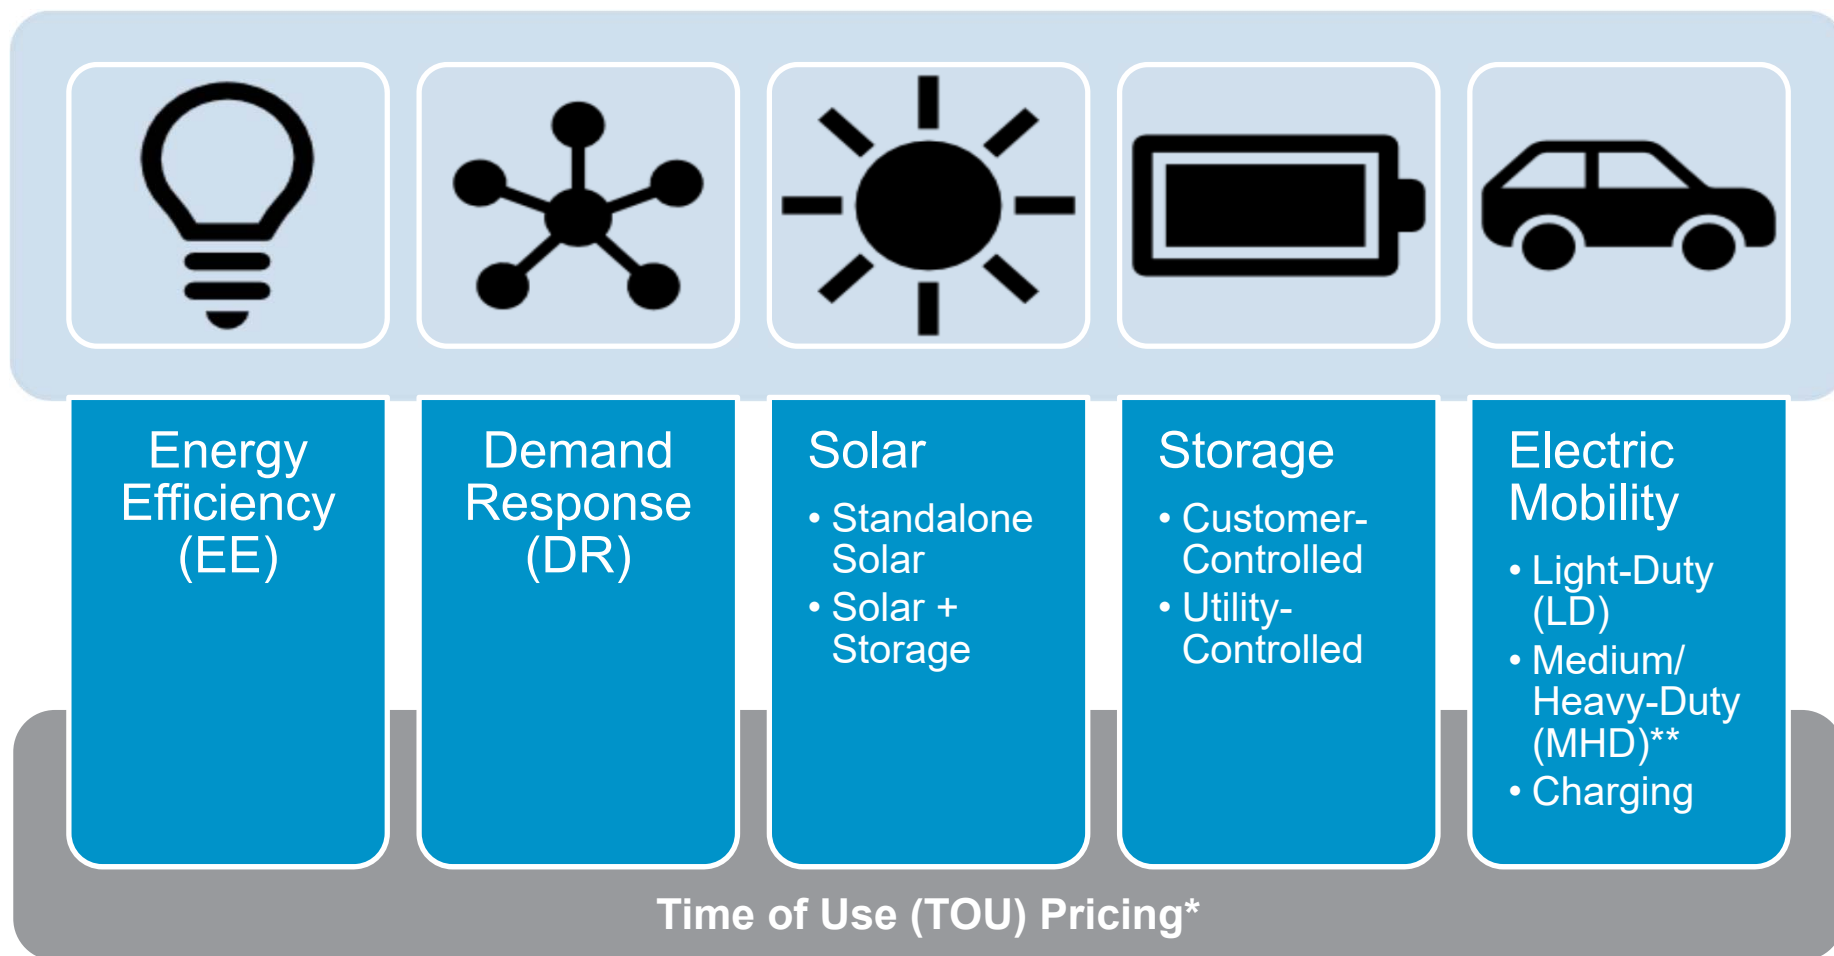 Energy
Efficiency
(EE)
Demand
Response
(DR)
Solar
• Standalone
Solar
• Solar +
Storage
Storage
• Customer-
Controlled
• Utility-
Controlled
Electric
Mobility
• Light-Duty
(LD)
• Medium/
Heavy-Duty
(MHD)**
• Charging
Time of Use (TOU) Pricing*